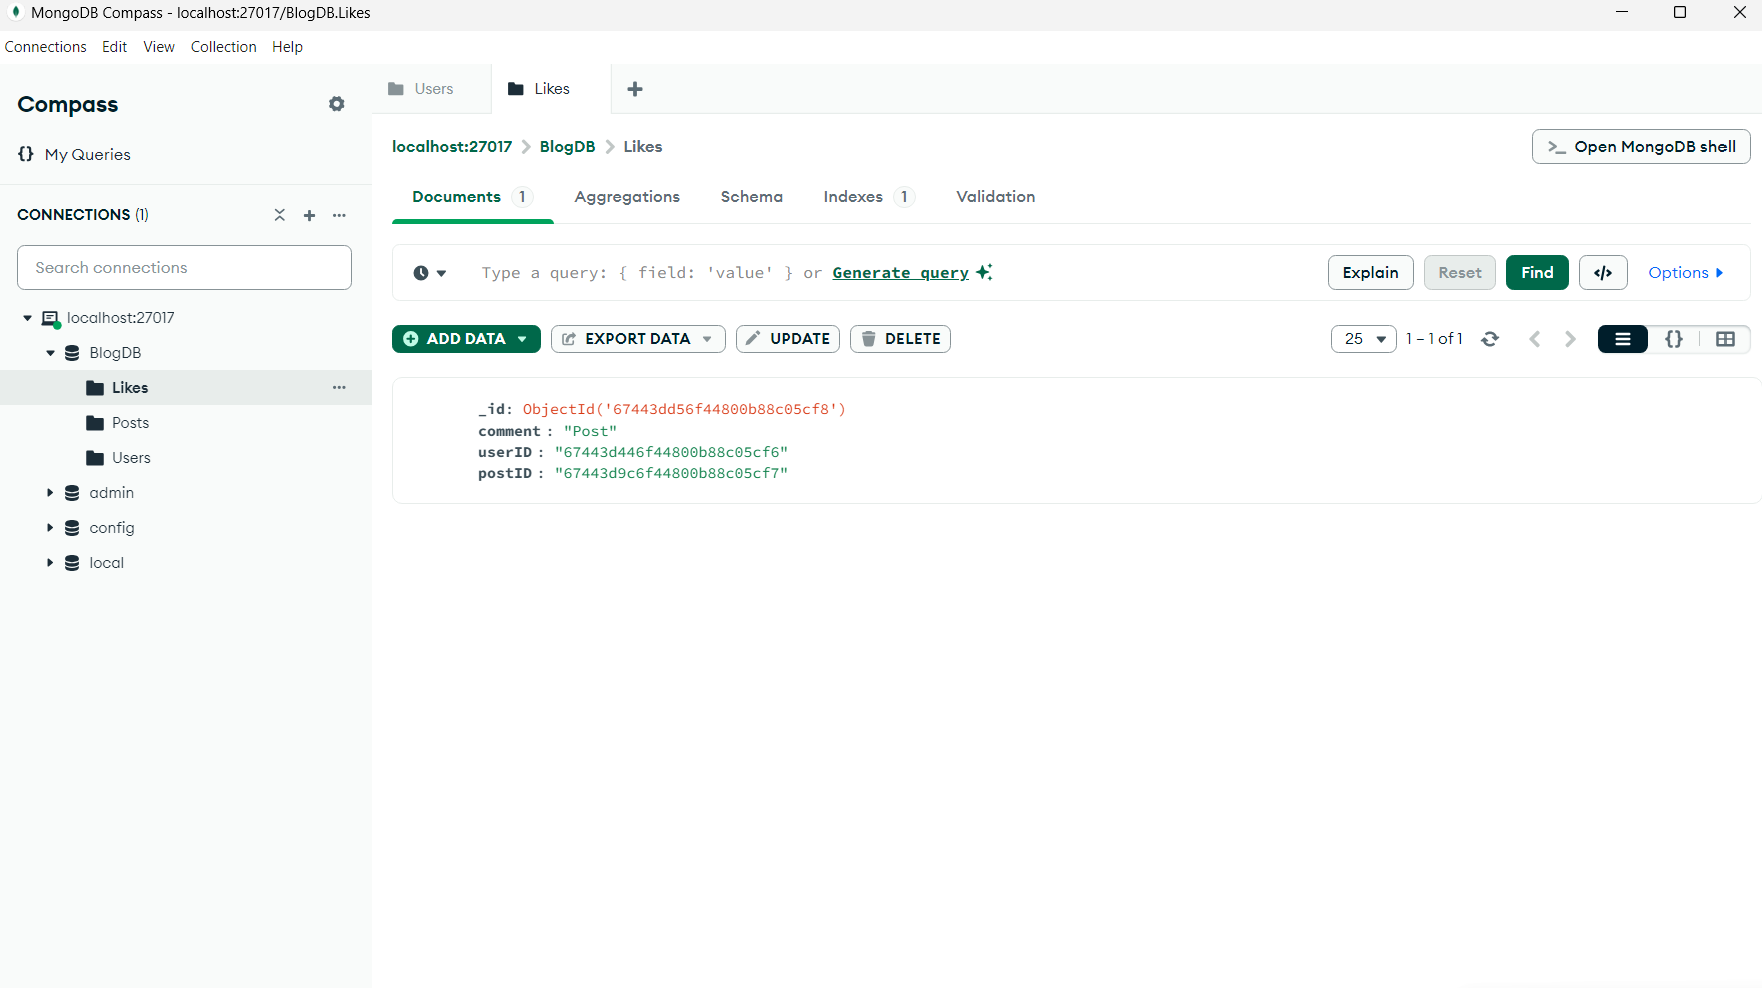 MongoDB Compass - localhost:27017/BlogDB.Likes
Connections Edit View Collection Help
Compass
{} My Queries
CONNECTIONS (1)
Search connections
localhost:27017
BlogDB
Likes
Posts
Users
admin
config
local
Users Likes
localhost:27017 > BlogDB > Likes
>_ Open MongoDB shell
Documents 1 Aggregations Schema Indexes 1 Validation
Type a query: { field: 'value' } or Generate query
Explain Reset Find </> Options
ADD DATA EXPORT DATA UPDATE DELETE
25 1 – 1 of 1 {}
_id: ObjectId('67443dd56f44800b88c05cf8')
comment : "Post"
userID : "67443d446f44800b88c05cf6"
postID : "67443d9c6f44800b88c05cf7"